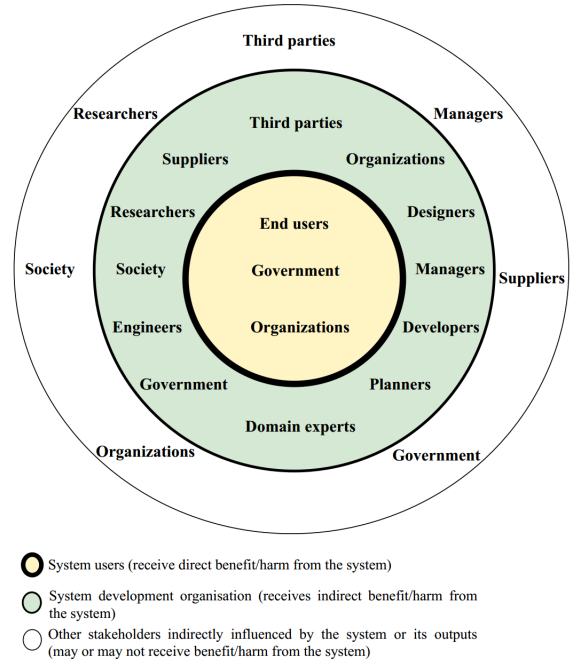 Third parties
Researchers
Managers
Third parties
Suppliers
Organizations
Researchers
Designers
End users
Society
Society
Government
Managers
Suppliers
Engineers
Organizations
Developers
Government
Planners
Domain experts
Organizations
Government
System users (receive direct benefit/harm from the system)
System development organisation (receives indirect benefit/harm from
the system)
Other stakeholders indirectly influenced by the system or its outputs
(may or may not receive benefit/harm from the system)